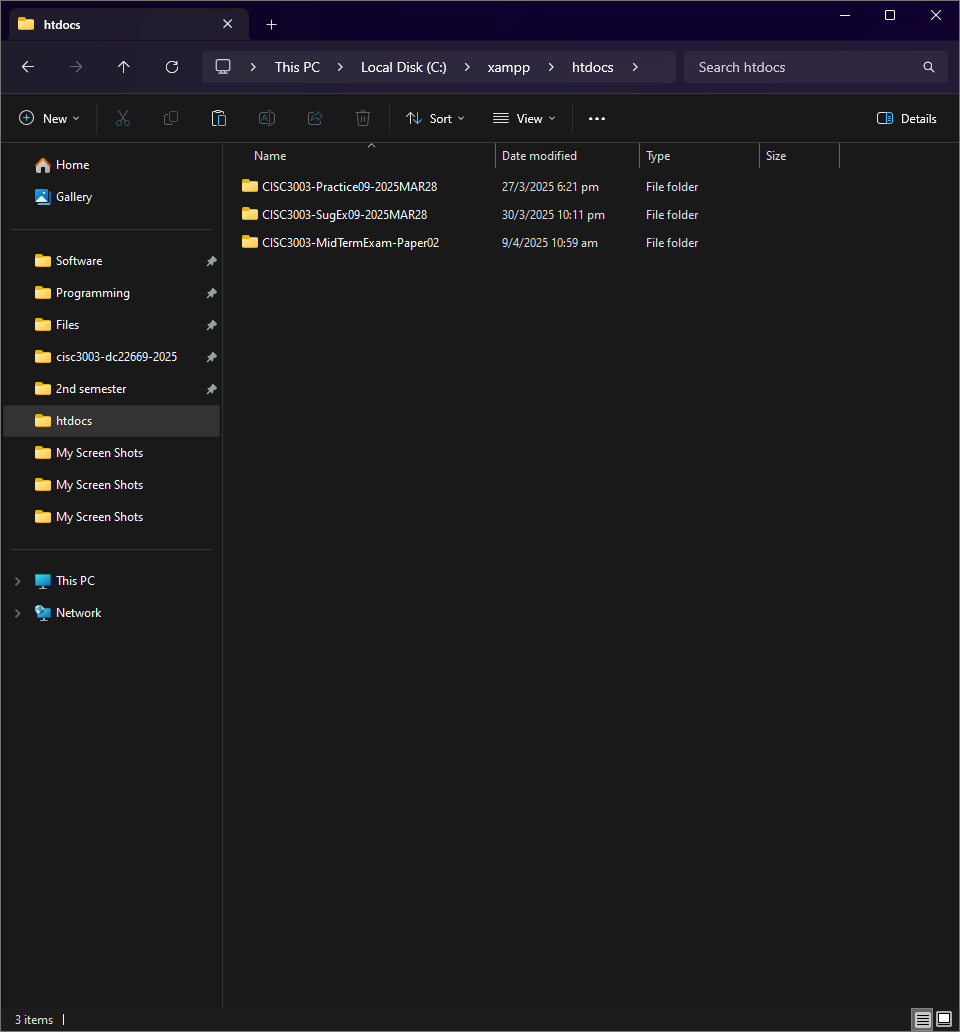 htdocs
This PC
Local Disk (C:)
xampp
htdocs
Search htdocs
New
Sort
View
Details
Home
Gallery
Software
Programming
Files
cisc3003-dc22669-2025
2nd semester
htdocs
My Screen Shots
My Screen Shots
My Screen Shots
This PC
Network
Name Date modified Type Size
CISC3003-Practice09-2025MAR28 27/3/2025 6:21 pm File folder
CISC3003-SugEx09-2025MAR28 30/3/2025 10:11 pm File folder
CISC3003-MidTermExam-Paper02 9/4/2025 10:59 am File folder
3 items